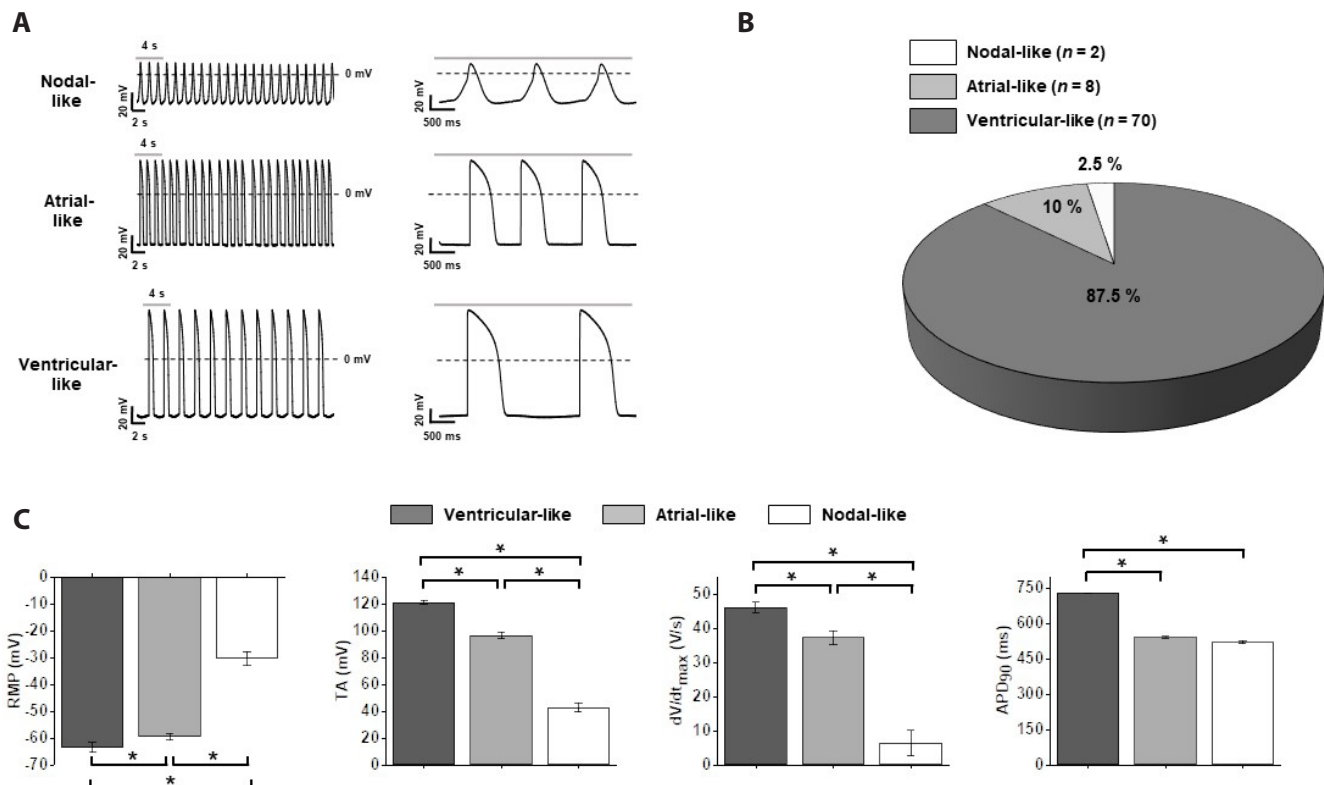 A
4 s
Nodal-
like
0 mV
20 mV
2 s
20 mV
500 ms
4 s
Atrial-
like
0 mV
20 mV
2 s
20 mV
500 ms
4 s
Ventricular-
like
0 mV
20 mV
2 s
20 mV
500 ms
B
Nodal-like (n = 2)
Atrial-like (n = 8)
Ventricular-like (n = 70)
2.5 %
10 %
87.5 %
C
Ventricular-like
Atrial-like
Nodal-like
RMP (mV)
0
-10
-20
-30
-40
-50
-60
-70
* *
*
TA (mV)
*
* *
140
120
100
80
60
40
20
0
dV/dtmax (V/s)
*
* *
50
40
30
20
10
0
APD90 (ms)
*
*
750
600
450
300
150
0